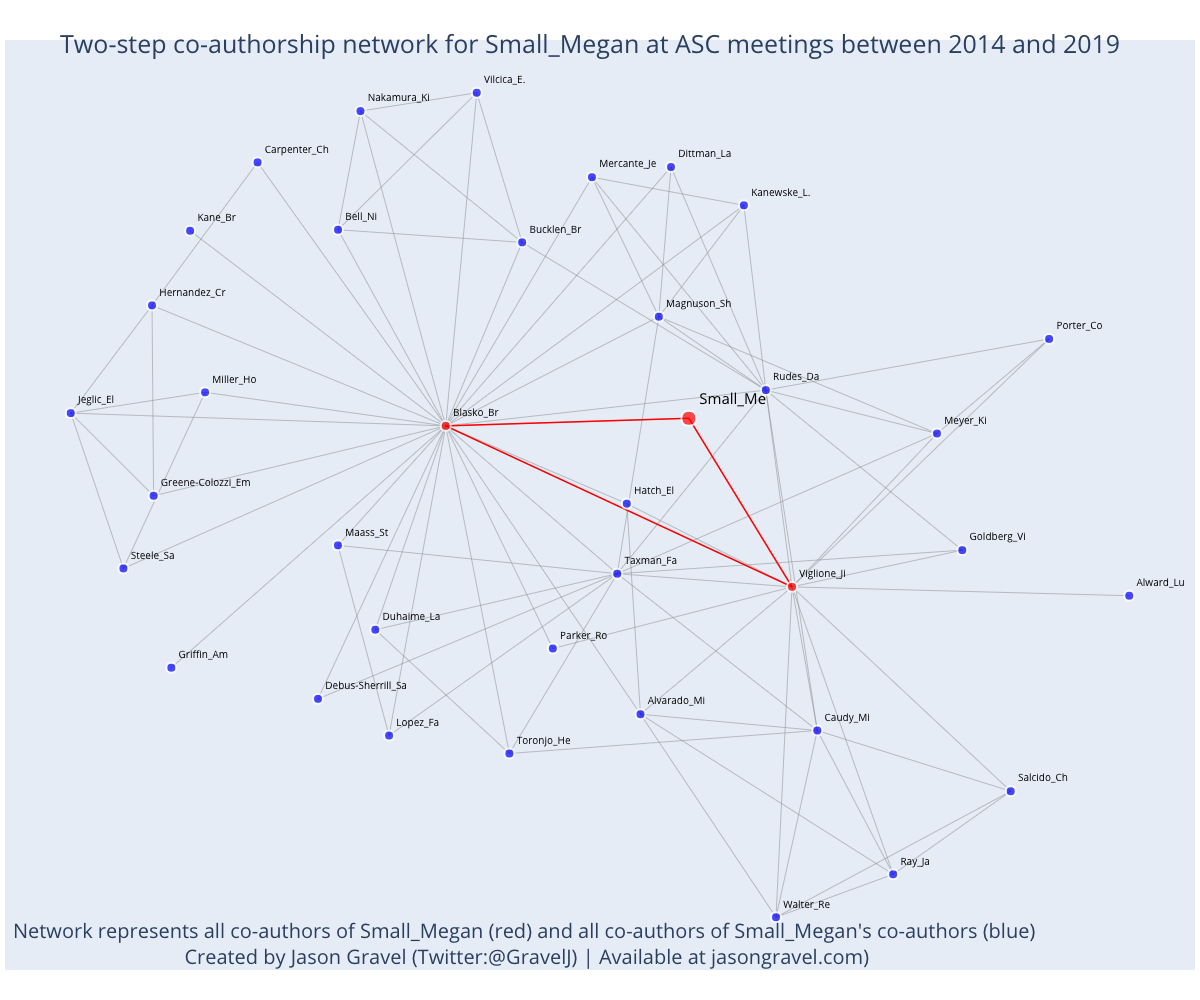 Two-step co-authorship network for Small_Megan at ASC meetings between 2014 and 2019
Vilcica_E.
Nakamura_Ki
Carpenter_Ch
Dittman_La
Mercante_Je
Kanewske_L.
Kane_Br
Bell_Ni
Bucklen_Br
Hernandez_Cr
Magnuson_Sh
Porter_Co
Miller_Ho
Rudes_Da
Jeglic_El
Small_Me
Blasko_Br
Meyer_Ki
Greene-Colozzi_Em
Hatch_El
Maass_St
Goldberg_Vi
Steele_Sa
Taxman_Fa
Viglione_Ji
Alward_Lu
Duhaime_La
Parker_Ro
Griffin_Am
Debus-Sherrill_Sa
Alvarado_Mi
Lopez_Fa
Caudy_Mi
Toronjo_He
Salcido_Ch
Ray_Ja
Walter_Re
Network represents all co-authors of Small_Megan (red) and all co-authors of Small_Megan's co-authors (blue)
Created by Jason Gravel (Twitter:@GravelJ) | Available at jasongravel.com)